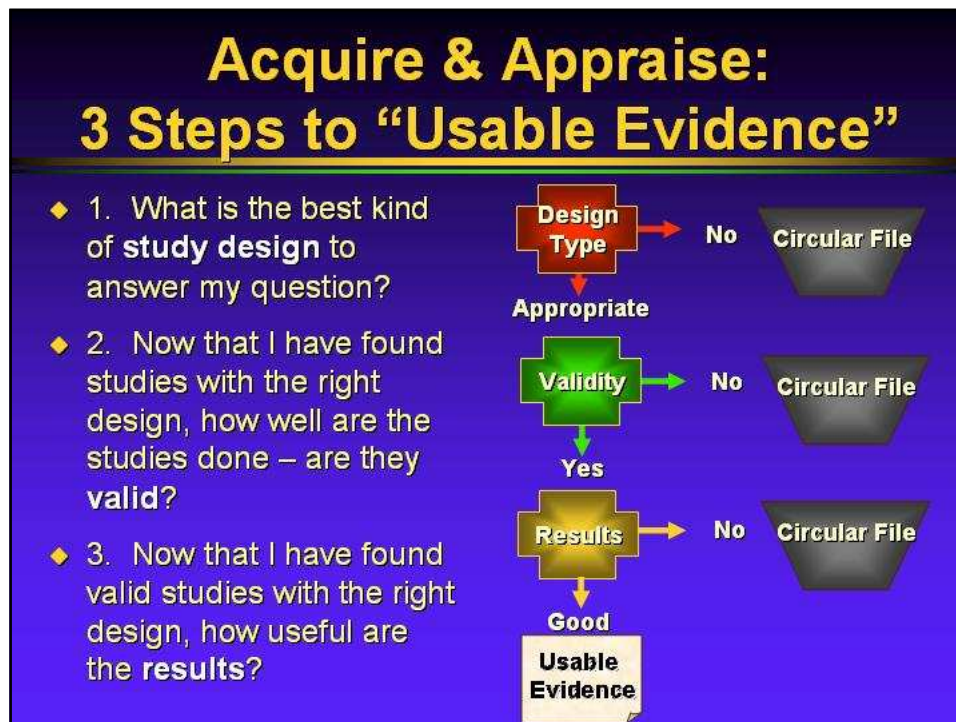 Acquire & Appraise:
3 Steps to “Usable Evidence”
1. What is the best kind
of study design to
answer my question?
2. Now that I have found
studies with the right
design, how well are the
studies done – are they
valid?
3. Now that I have found
valid studies with the right
design, how useful are
the results?
Design
Type
No
Circular File
Appropriate
Validity
No
Circular File
Yes
Results
No
Circular File
Good
Usable
Evidence